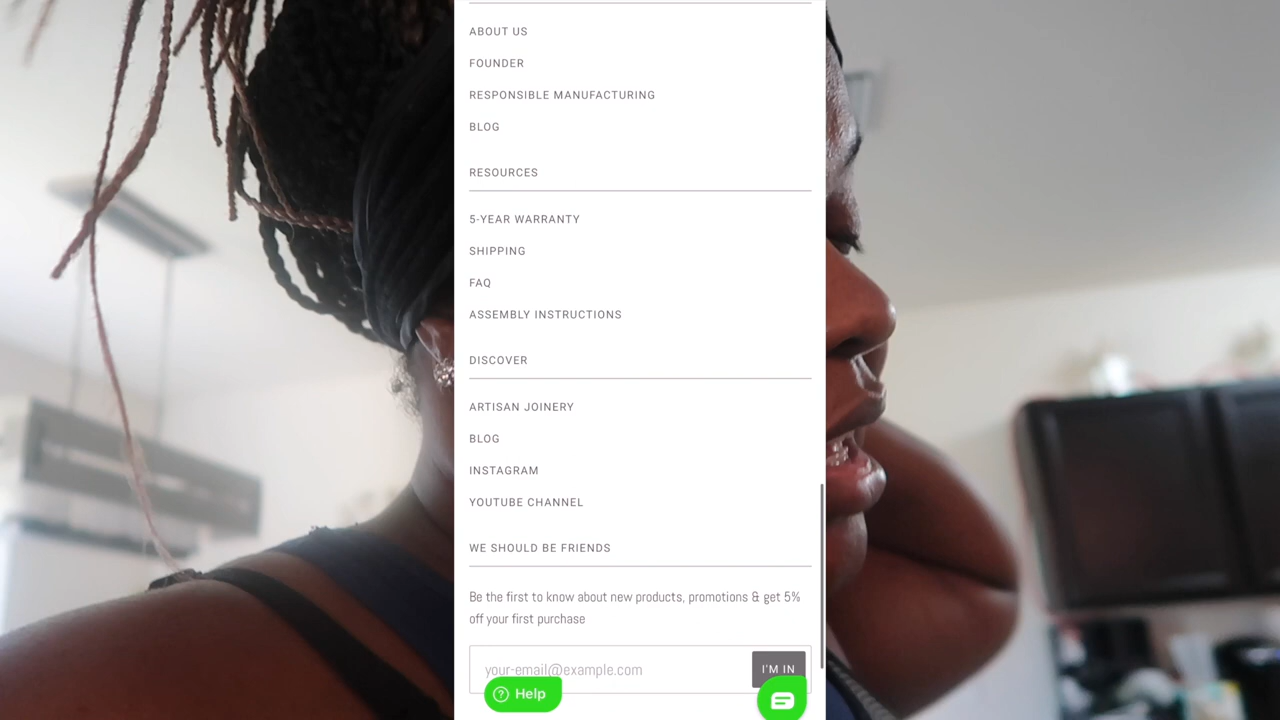 ABOUT US
FOUNDER
RESPONSIBLE MANUFACTURING
BLOG
RESOURCES
5-YEAR WARRANTY
SHIPPING
FAQ
ASSEMBLY INSTRUCTIONS
DISCOVER
ARTISAN JOINERY
BLOG
INSTAGRAM
YOUTUBE CHANNEL
WE SHOULD BE FRIENDS
Be the first to know about new products, promotions & get 5%
off your first purchase
your-email@example.com
I'M IN
Help